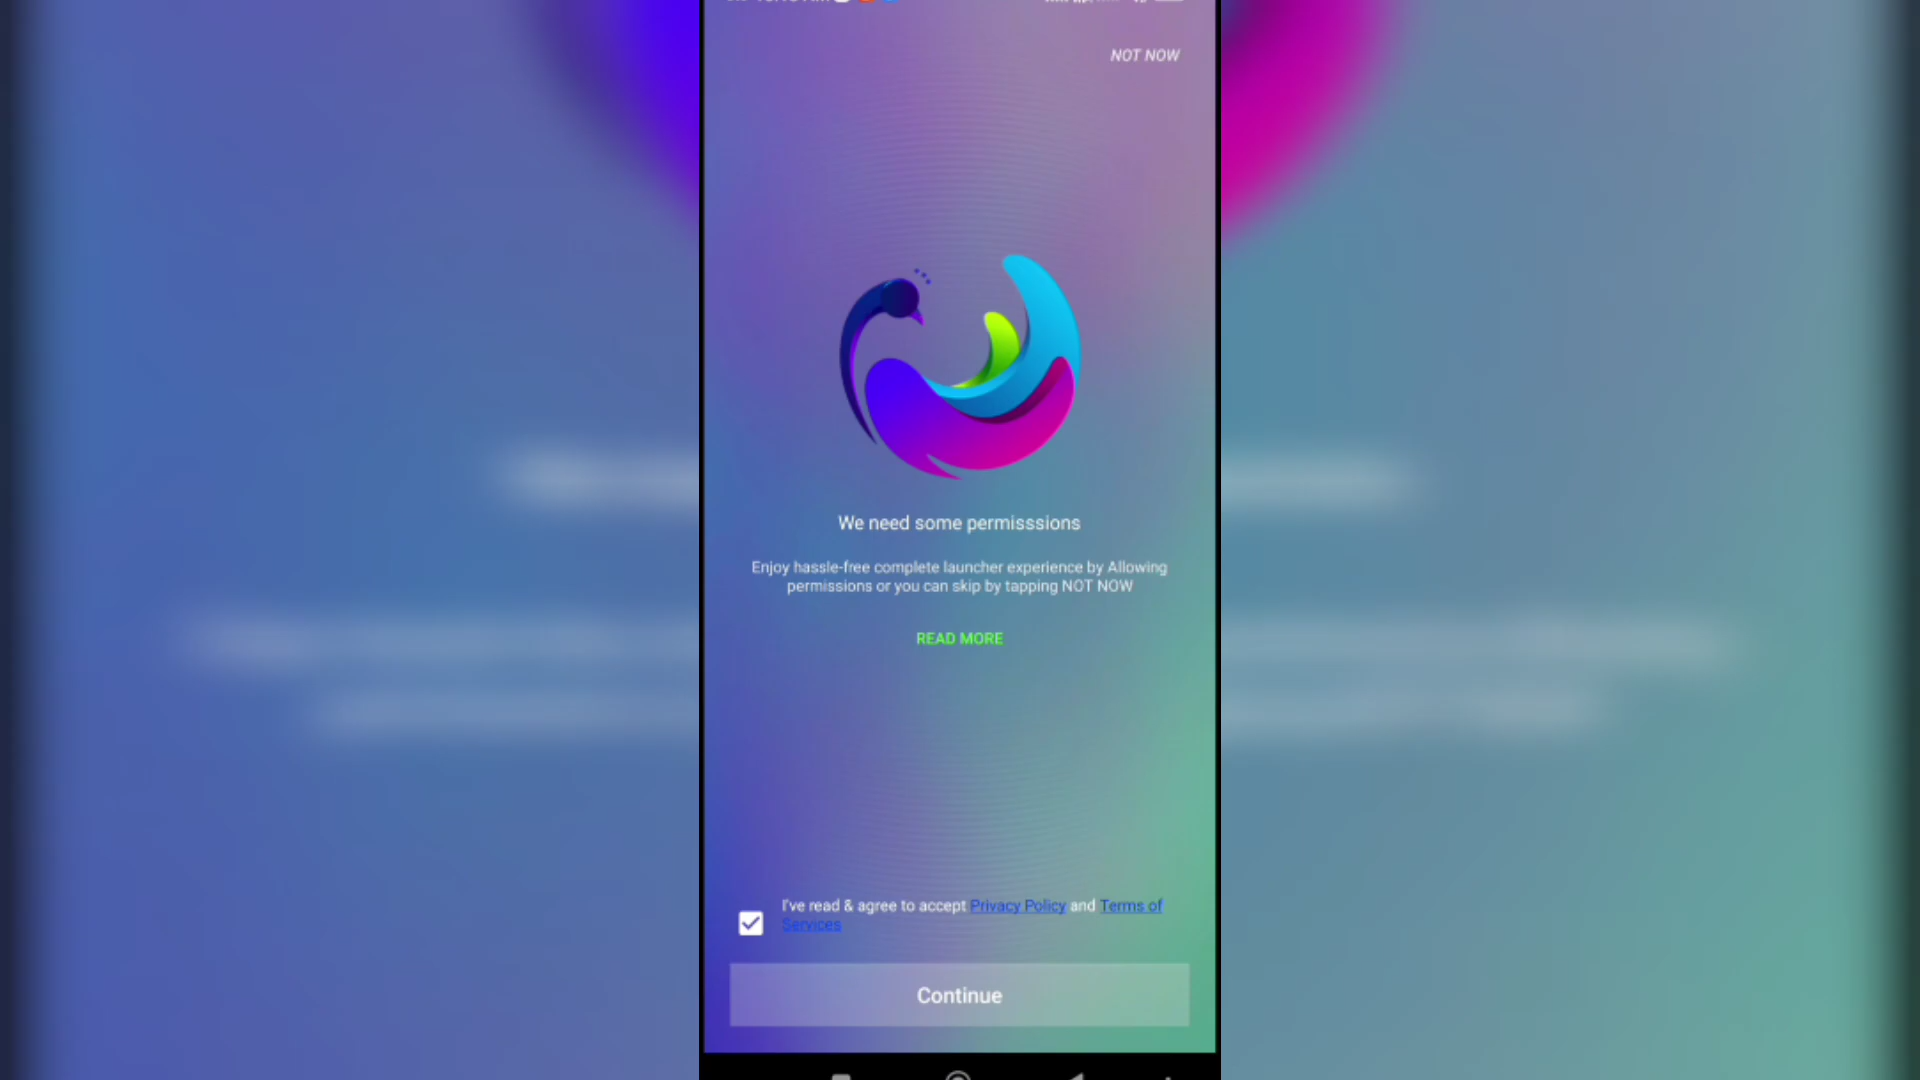 NOT NOW
We need some permisssions
Enjoy hassle-free complete launcher experience by Allowing
permissions or you can skip by tapping NOT NOW
READ MORE
I've read & agree to accept Privacy Policy and Terms of
Services
Continue